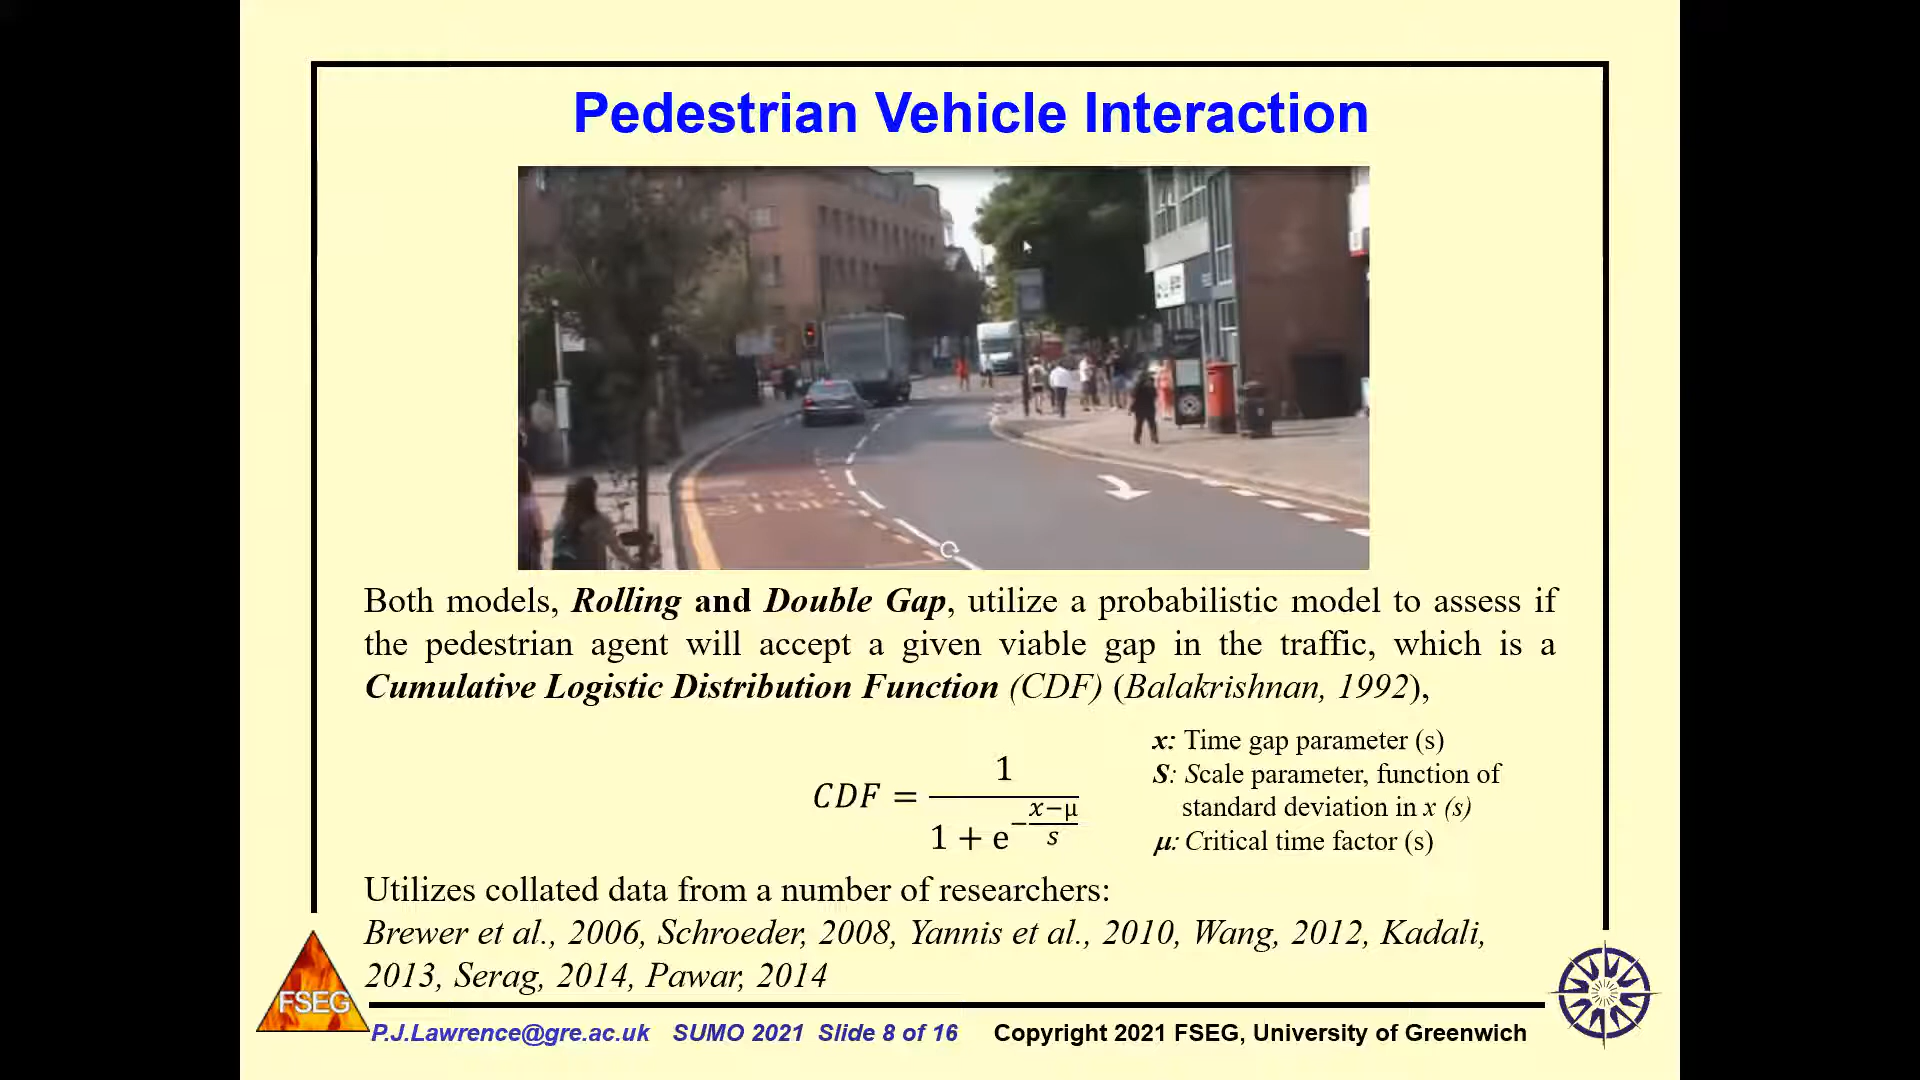 Pedestrian Vehicle Interaction
STOP
Both models, Rolling and Double Gap, utilize a probabilistic model to assess if
the pedestrian agent will accept a given viable gap in the traffic, which is a
Cumulative Logistic Distribution Function (CDF) (Balakrishnan, 1992),
CDF = 1 / (1 + e^(-(x-μ)/s))
x: Time gap parameter (s)
S: Scale parameter, function of
standard deviation in x (s)
μ: Critical time factor (s)
Utilizes collated data from a number of researchers:
Brewer et al., 2006, Schroeder, 2008, Yannis et al., 2010, Wang, 2012, Kadali,
2013, Serag, 2014, Pawar, 2014
FSEG
P.J.Lawrence@gre.ac.uk SUMO 2021 Slide 8 of 16 Copyright 2021 FSEG, University of Greenwich